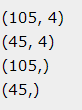 (105, 4)
(45, 4)
(105,)
(45,)